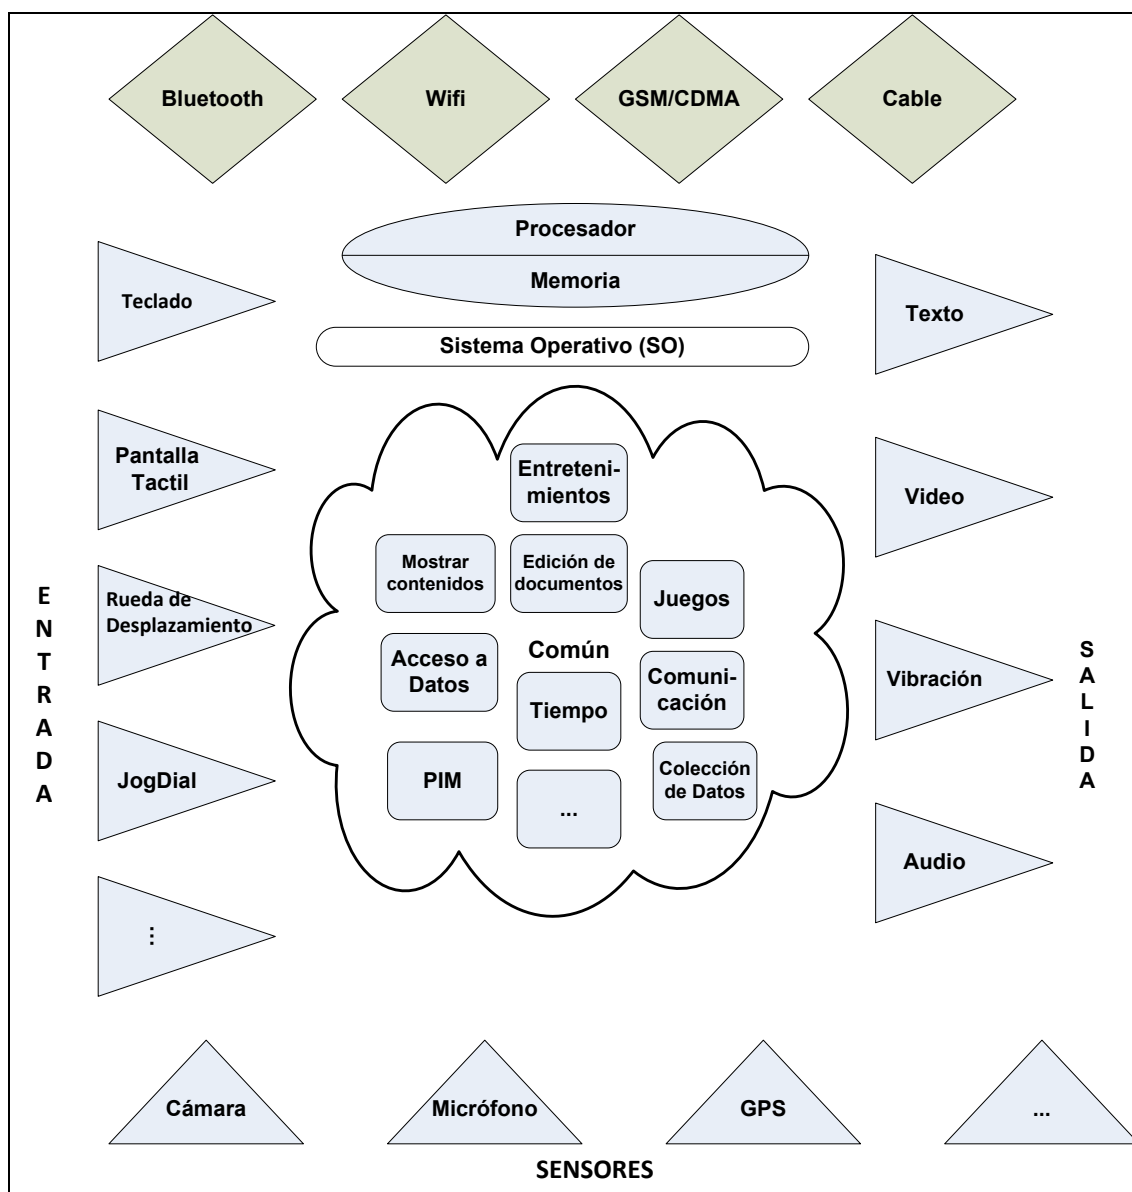 Bluetooth
Wifi
GSM/CDMA
Cable
Procesador
Memoria
Sistema Operativo (SO)
ENTRADA
Teclado
Pantalla
Tactil
Rueda de
Desplazamiento
JogDial
...
Entreteni-
mientos
Mostrar
contenidos
Edición de
documentos
Juegos
Acceso a
Datos
Común
Tiempo
Comuni-
cación
PIM
...
Colección
de Datos
Texto
Video
Vibración
Audio
SALIDA
Cámara
Micrófono
GPS
...
SENSORES